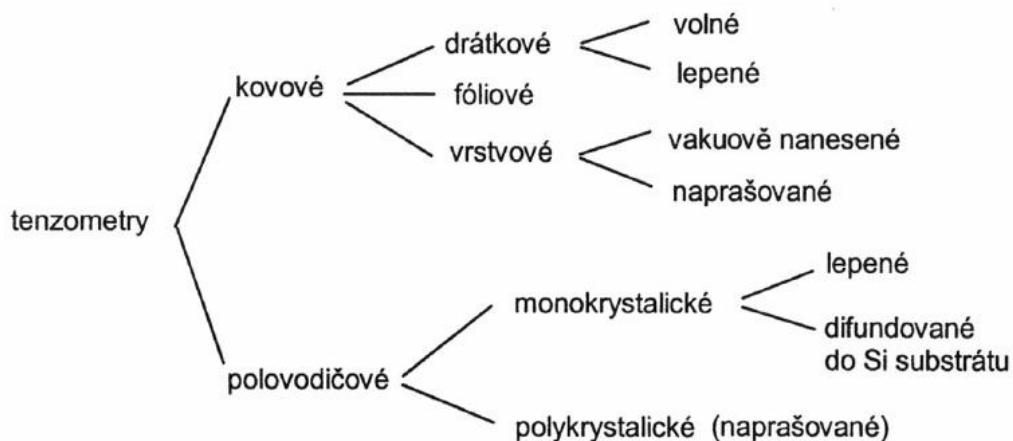 volné
drátkové
lepené
kovové
fóliové
vrstvové
vakuově nanesené
naprašované
tenzometry
lepené
monokrystalické
difundované
do Si substrátu
polovodičové
polykrystalické (naprašované)